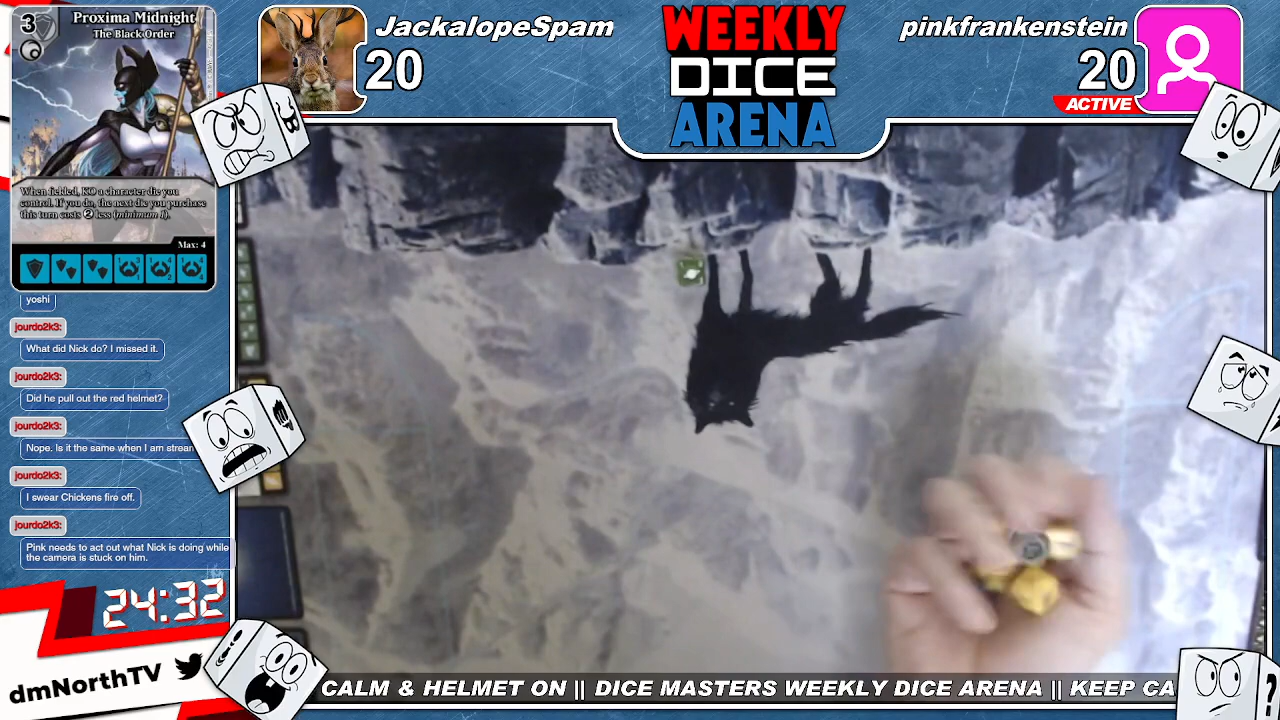 3
Proxima Midnight
The Black Order
When fielded, KO a character die you
control. If you do, the next die you purchase
this turn costs 2 less (minimum 1).
Max: 4
JackalopeSpam
20
WEEKLY
DICE
ARENA
pinkfrankenstein
20
ACTIVE
yoshi
jourdo2k3:
What did Nick do? I missed it.
jourdo2k3:
Did he pull out the red helmet?
jourdo2k3:
Nope. Is it the same when I am strea
jourdo2k3:
I swear Chickens fire off.
jourdo2k3:
Pink needs to act out what Nick is doing while
the camera is stuck on him.
24:32
dmNorthTV
CALM & HELMET ON || DICE MASTERS WEEKLY DICE ARENA || KEEP CA
?